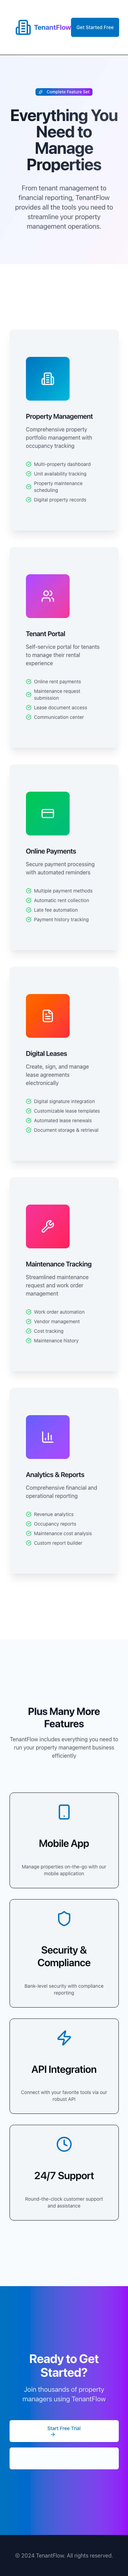 TenantFlow
Get Started Free
Complete Feature Set
Everything You
Need to
Manage
Properties
From tenant management to
financial reporting, TenantFlow
provides all the tools you need to
streamline your property
management operations.
Property Management
Comprehensive property
portfolio management with
occupancy tracking
Multi-property dashboard
Unit availability tracking
Property maintenance
scheduling
Digital property records
Tenant Portal
Self-service portal for tenants
to manage their rental
experience
Online rent payments
Maintenance request
submission
Lease document access
Communication center
Online Payments
Secure payment processing
with automated reminders
Multiple payment methods
Automatic rent collection
Late fee automation
Payment history tracking
Digital Leases
Create, sign, and manage
lease agreements
electronically
Digital signature integration
Customizable lease templates
Automated lease renewals
Document storage & retrieval
Maintenance Tracking
Streamlined maintenance
request and work order
management
Work order automation
Vendor management
Cost tracking
Maintenance history
Analytics & Reports
Comprehensive financial and
operational reporting
Revenue analytics
Occupancy reports
Maintenance cost analysis
Custom report builder
Plus Many More
Features
TenantFlow includes everything you need to
run your property management business
efficiently
Mobile App
Manage properties on-the-go with our
mobile application
Security &
Compliance
Bank-level security with compliance
reporting
API Integration
Connect with your favorite tools via our
robust API
24/7 Support
Round-the-clock customer support
and assistance
Ready to Get
Started?
Join thousands of property
managers using TenantFlow
Start Free Trial
© 2024 TenantFlow. All rights reserved.